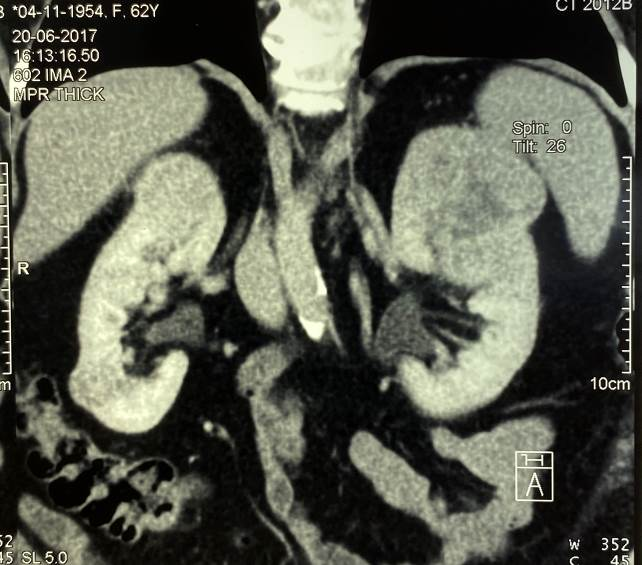 *04-11-1954, F, 62Y
CT 2012B
20-06-2017
16:13:16.50
602 IMA 2
MPR THICK
Spin: 0
Tilt: 26
R
10cm
H
A
W 352
45 SL 5.0
C 45